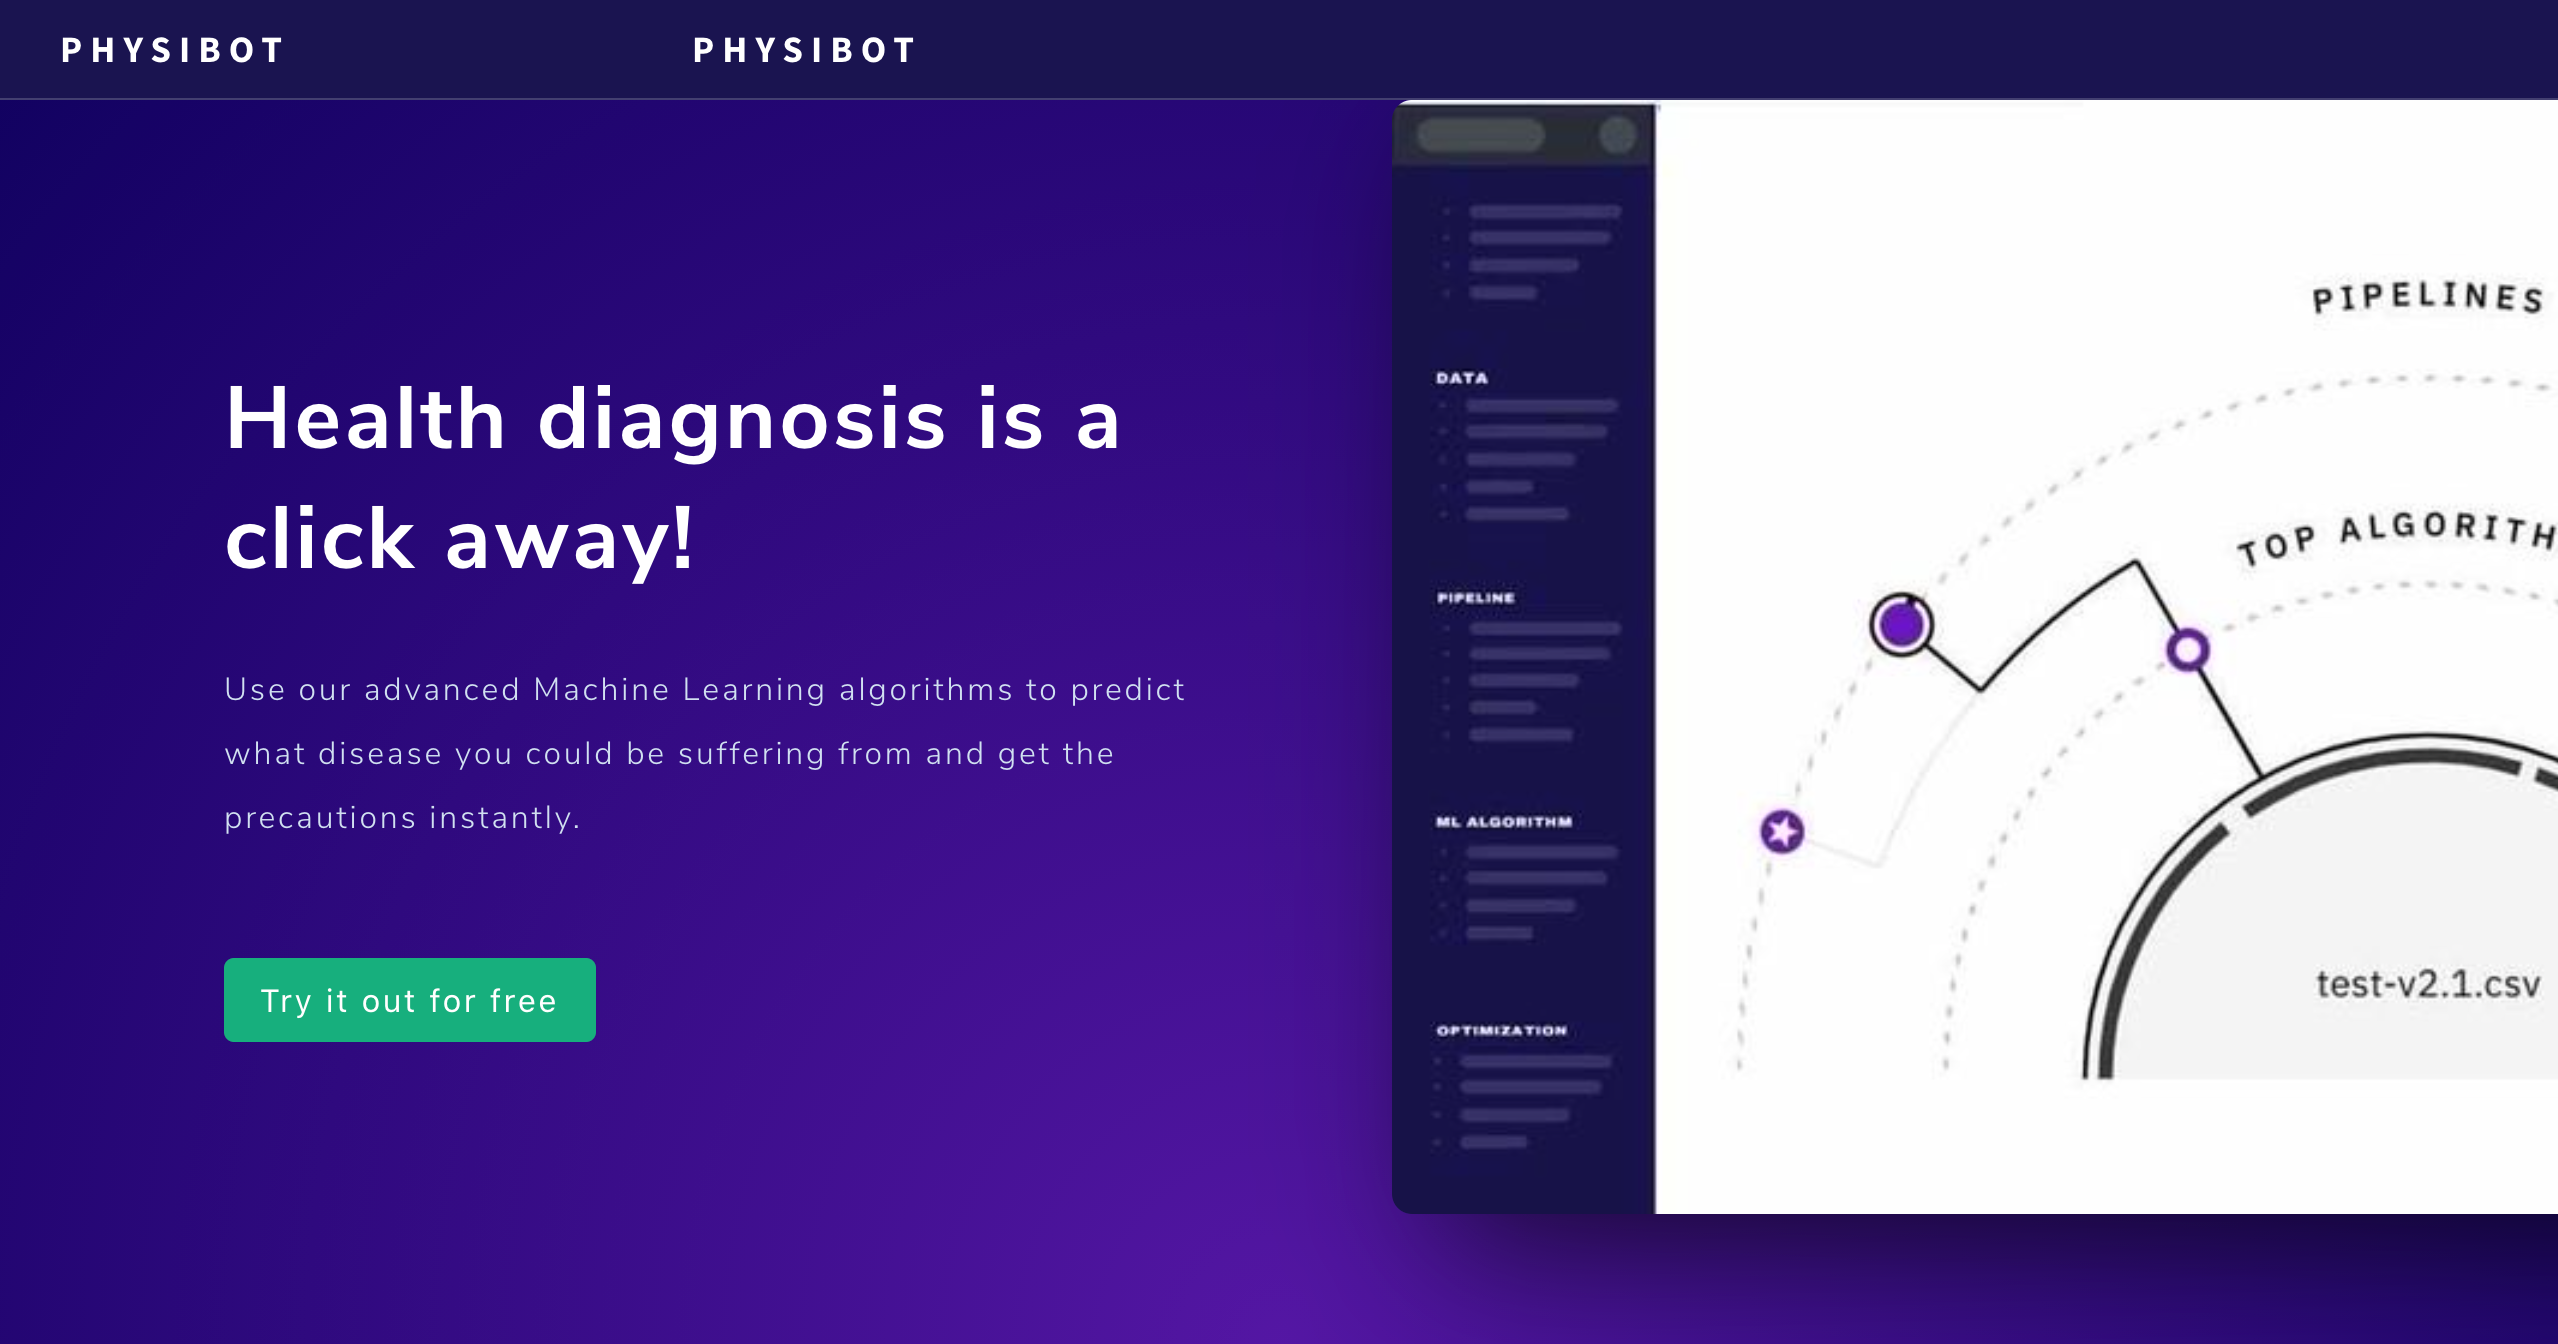 PHYSIBOT
PHYSIBOT
Health diagnosis is a
click away!
Use our advanced Machine Learning algorithms to predict
what disease you could be suffering from and get the
precautions instantly.
Try it out for free
DATA
PIPELINE
ML ALGORITHM
OPTIMIZATION
PIPELINES
TOP ALGORITH
test-v2.1.csv